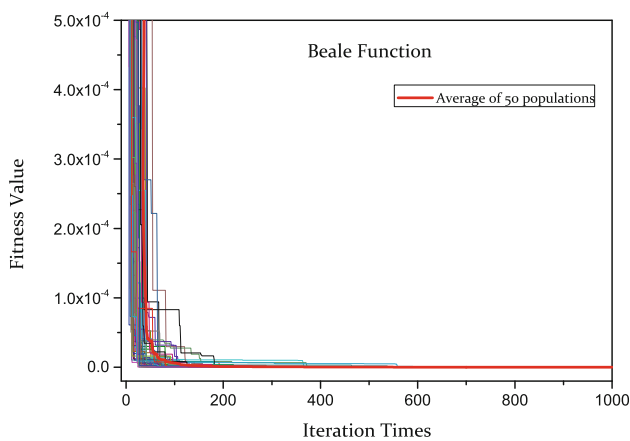 5.0x10⁻⁴
Beale Function
Average of 50 populations
4.0x10⁻⁴
3.0x10⁻⁴
2.0x10⁻⁴
1.0x10⁻⁴
0.0
Fitness Value
0 200 400 600 800 1000
Iteration Times